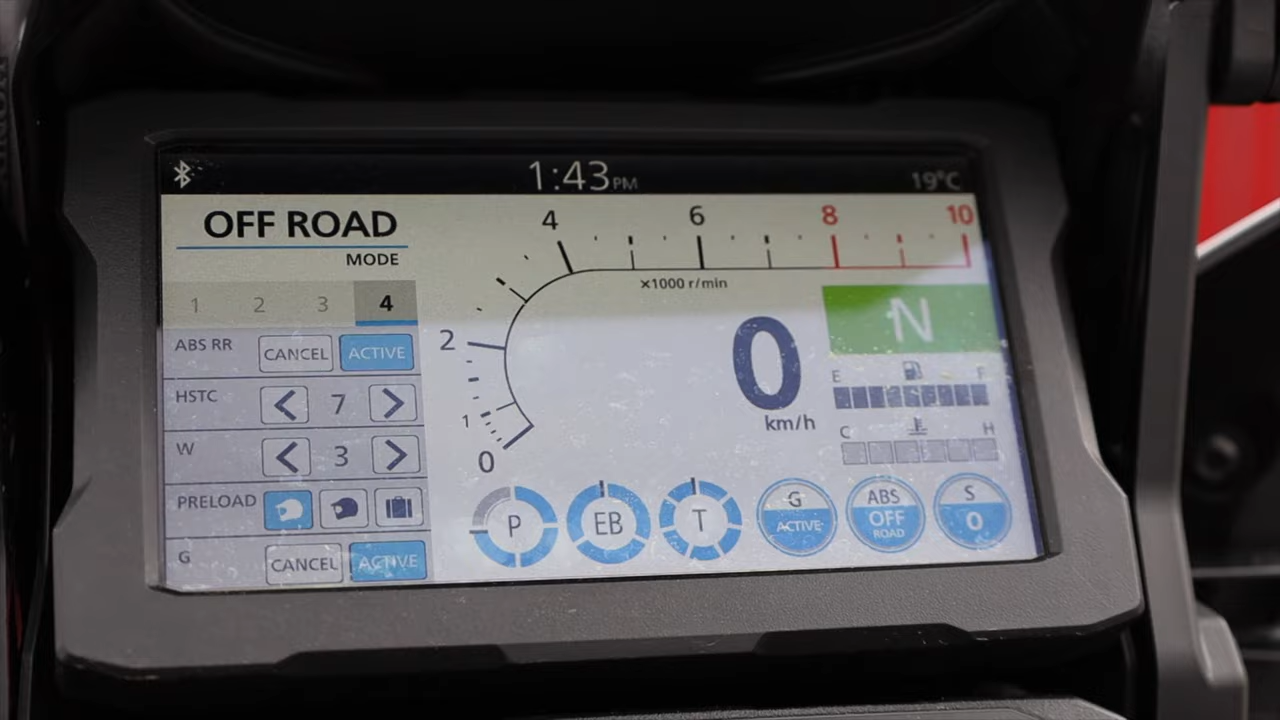 1:43 PM
19°C
OFF ROAD
MODE
1 2 3 4
ABS RR CANCEL ACTIVE
HSTC 7
W 3
PRELOAD
G CANCEL ACTIVE
0 1 2 4 6 8 10
x1000 r/min
0
km/h
N
E F
C H
P
EB
T
G
ACTIVE
ABS
OFF
ROAD
S
0